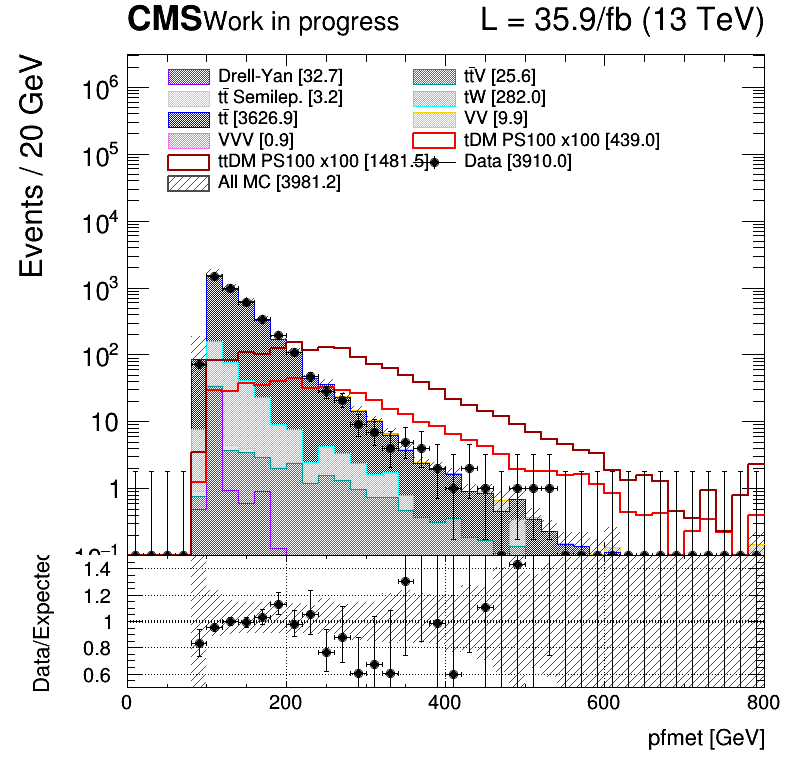 CMS Work in progress L = 35.9/fb (13 TeV)
Events / 20 GeV
Drell-Yan [32.7] tt̄V [25.6]
tt̄ Semilep. [3.2] tW [282.0]
tt̄ [3626.9] VV [9.9]
VVV [0.9] tDM PS100 x100 [439.0]
ttDM PS100 x100 [1481.5] Data [3910.0]
All MC [3981.2]
10⁶
10⁵
10⁴
10³
10²
10
1
10⁻¹
Data/Expected
1.4
1.2
1
0.8
0.6
0 200 400 600 800
pfmet [GeV]